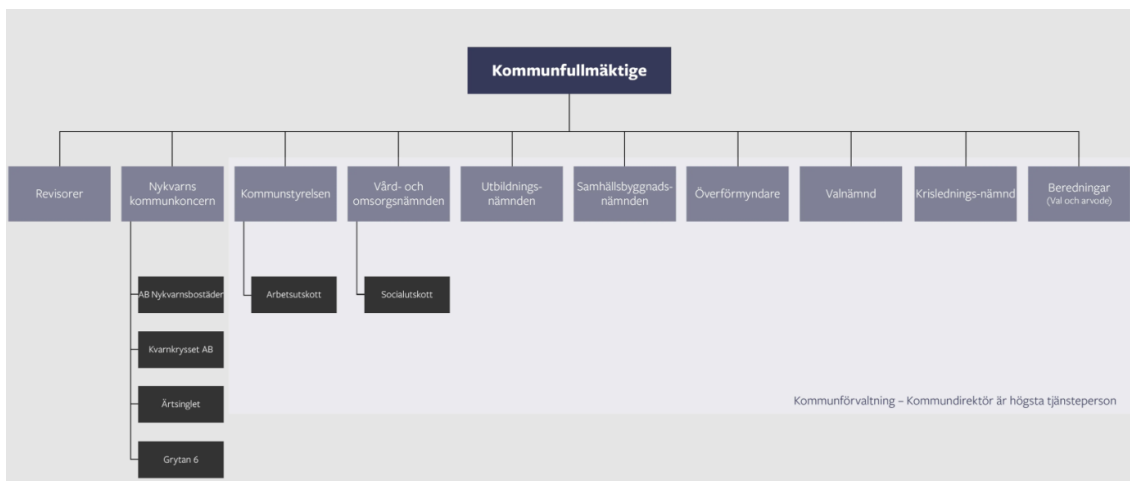 Kommunfullmäktige
Revisorer
Nykvarns
kommunkoncern
Kommunstyrelsen
Vård- och
omsorgsnämnden
Utbildnings-
nämnden
Samhällsbyggnads-
nämnden
Överförmyndare
Valnämnd
Krislednings-nämnd
Beredningar
(Val och arvode)
AB Nykvarnsbostäder
Arbetsutskott
Socialutskott
Kvarnkrysset AB
Ärtsinglet
Grytan 6
Kommunförvaltning – Kommundirektör är högsta tjänsteperson